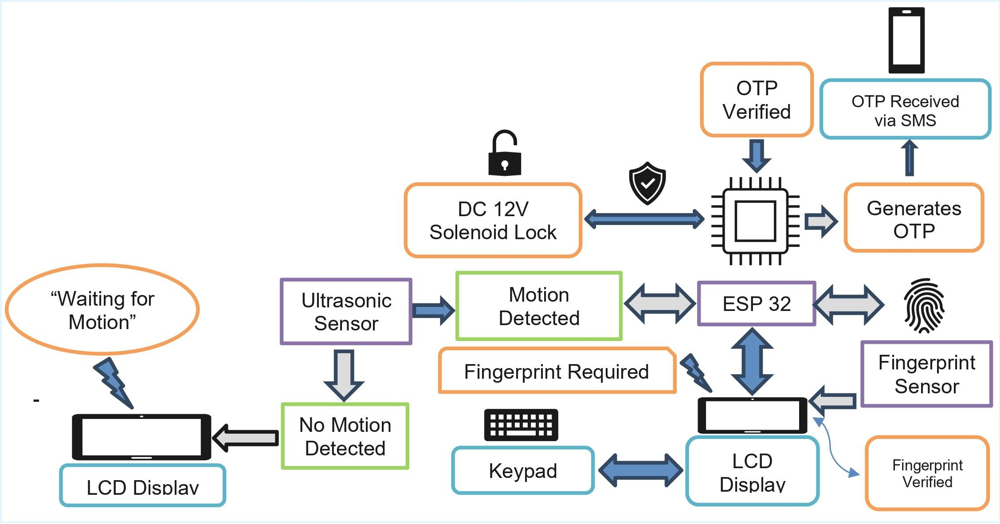 OTP
Verified
OTP Received
via SMS
DC 12V
Solenoid Lock
Generates
OTP
“Waiting for
Motion”
Ultrasonic
Sensor
Motion
Detected
ESP 32
Fingerprint Required
Fingerprint
Sensor
-
No Motion
Detected
LCD Display
Keypad
LCD
Display
Fingerprint
Verified